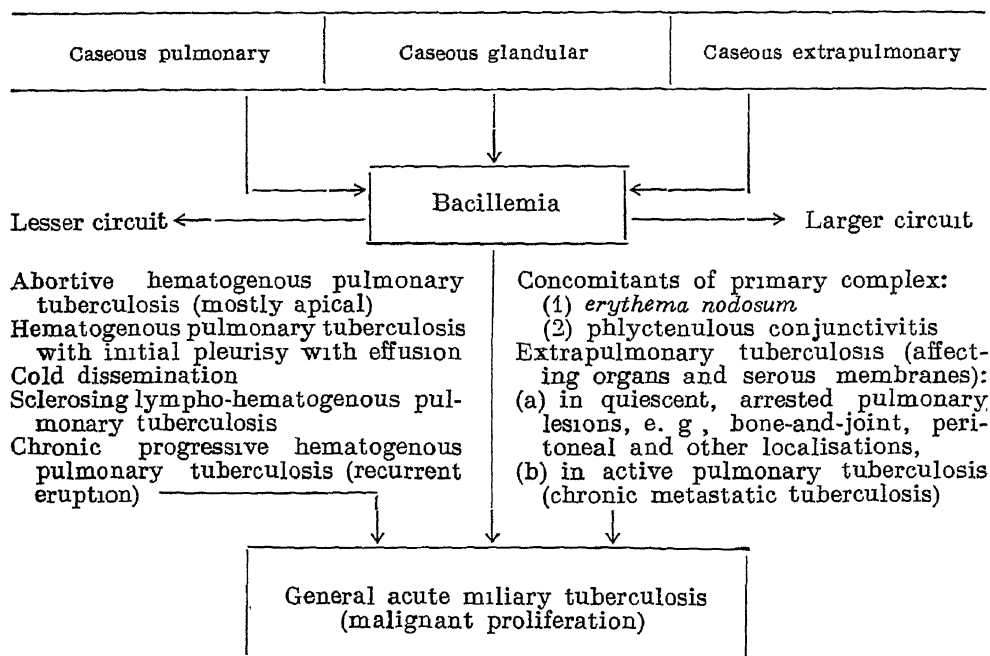 Caseous pulmonary
Caseous glandular
Caseous extrapulmonary
Bacillemia
Lesser circuit
Larger circuit
Abortive hematogenous pulmonary
tuberculosis (mostly apical)
Hematogenous pulmonary tuberculosis
with initial pleurisy with effusion
Cold dissemination
Sclerosing lympho-hematogenous pul-
monary tuberculosis
Chronic progressive hematogenous
pulmonary tuberculosis (recurrent
eruption)
Concomitants of primary complex:
(1) erythema nodosum
(2) phlyctenulous conjunctivitis
Extrapulmonary tuberculosis (affect-
ing organs and serous membranes):
(a) in quiescent, arrested pulmonary
lesions, e. g , bone-and-joint, peri-
toneal and other localisations,
(b) in active pulmonary tuberculosis
(chronic metastatic tuberculosis)
General acute miliary tuberculosis
(malignant proliferation)